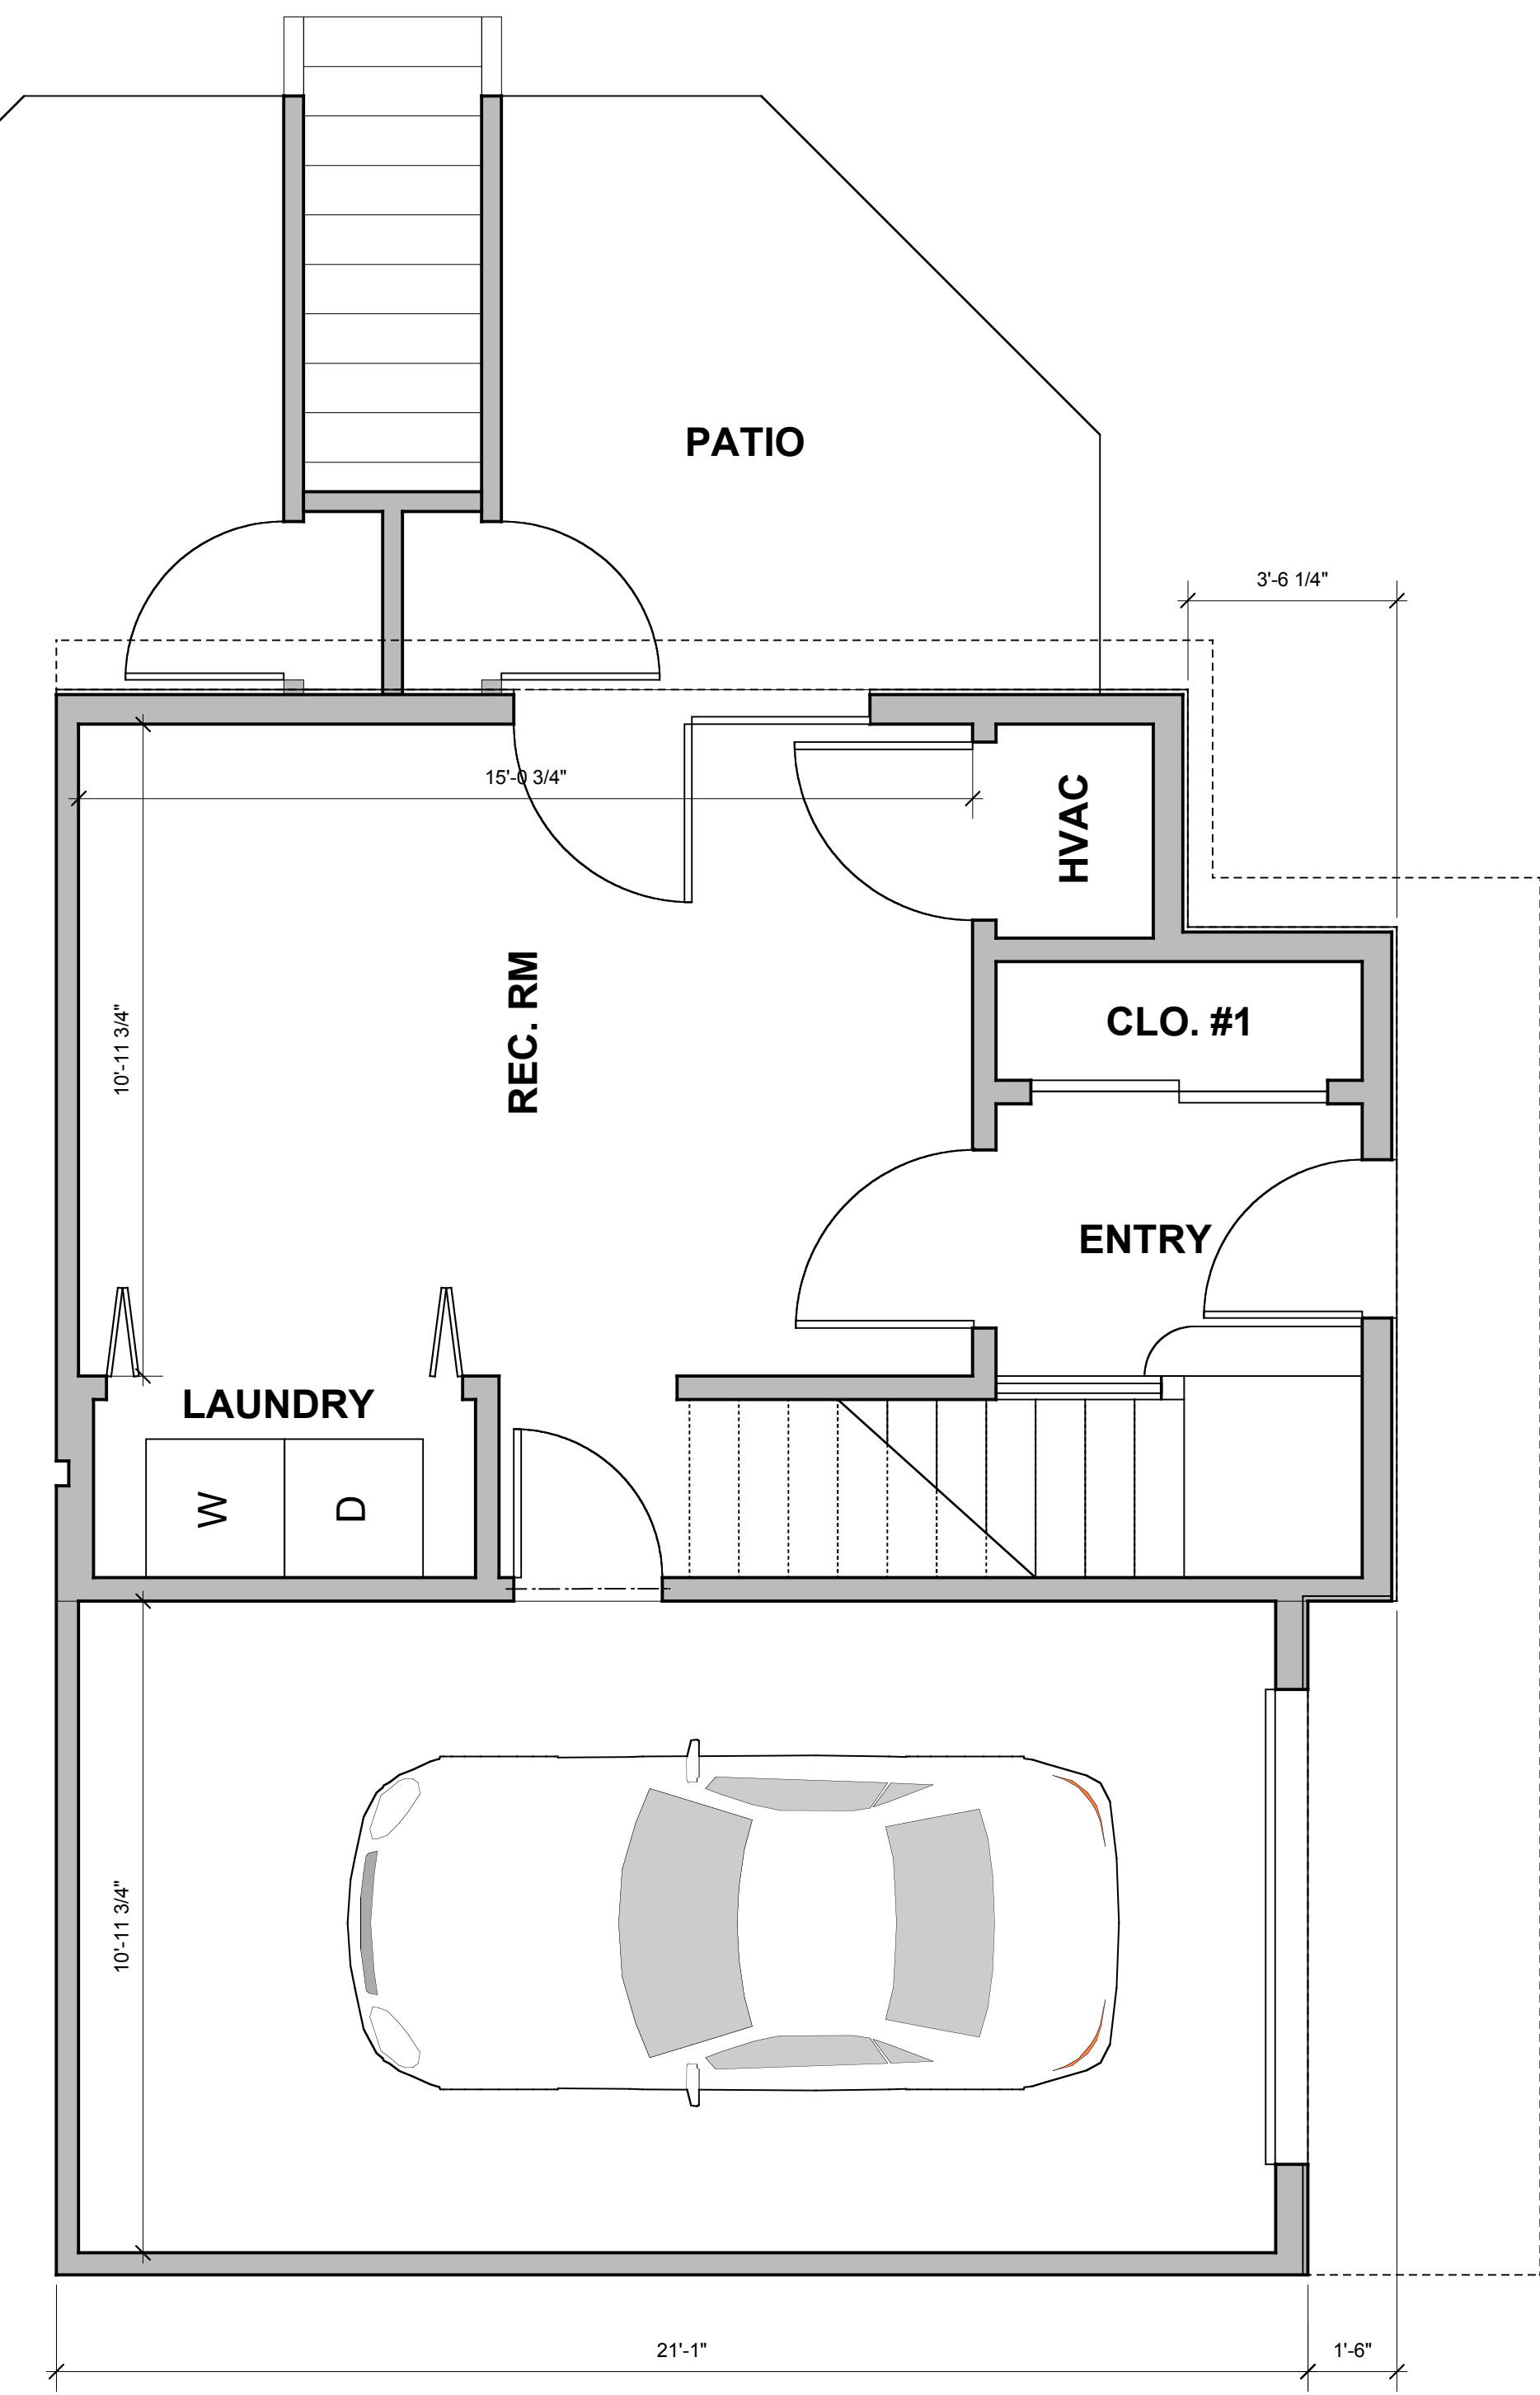 PATIO
3'-6 1/4"
15'-0 3/4"
HVAC
REC. RM
10'-11 3/4"
CLO. #1
ENTRY
LAUNDRY
W
D
10'-11 3/4"
21'-1"
1'-6"